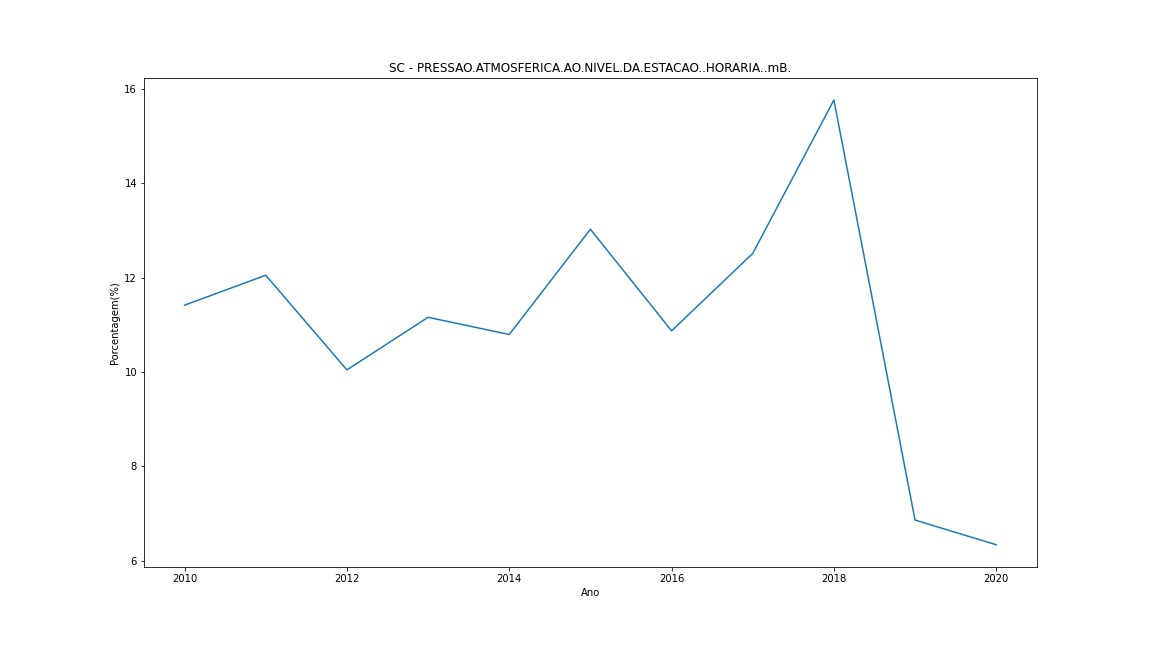 SC - PRESSAO.ATMOSFERICA.AO.NIVEL.DA.ESTACAO..HORARIA..mB.
16
14
12
10
8
6
Porcentagem(%)
2010 2012 2014 2016 2018 2020
Ano